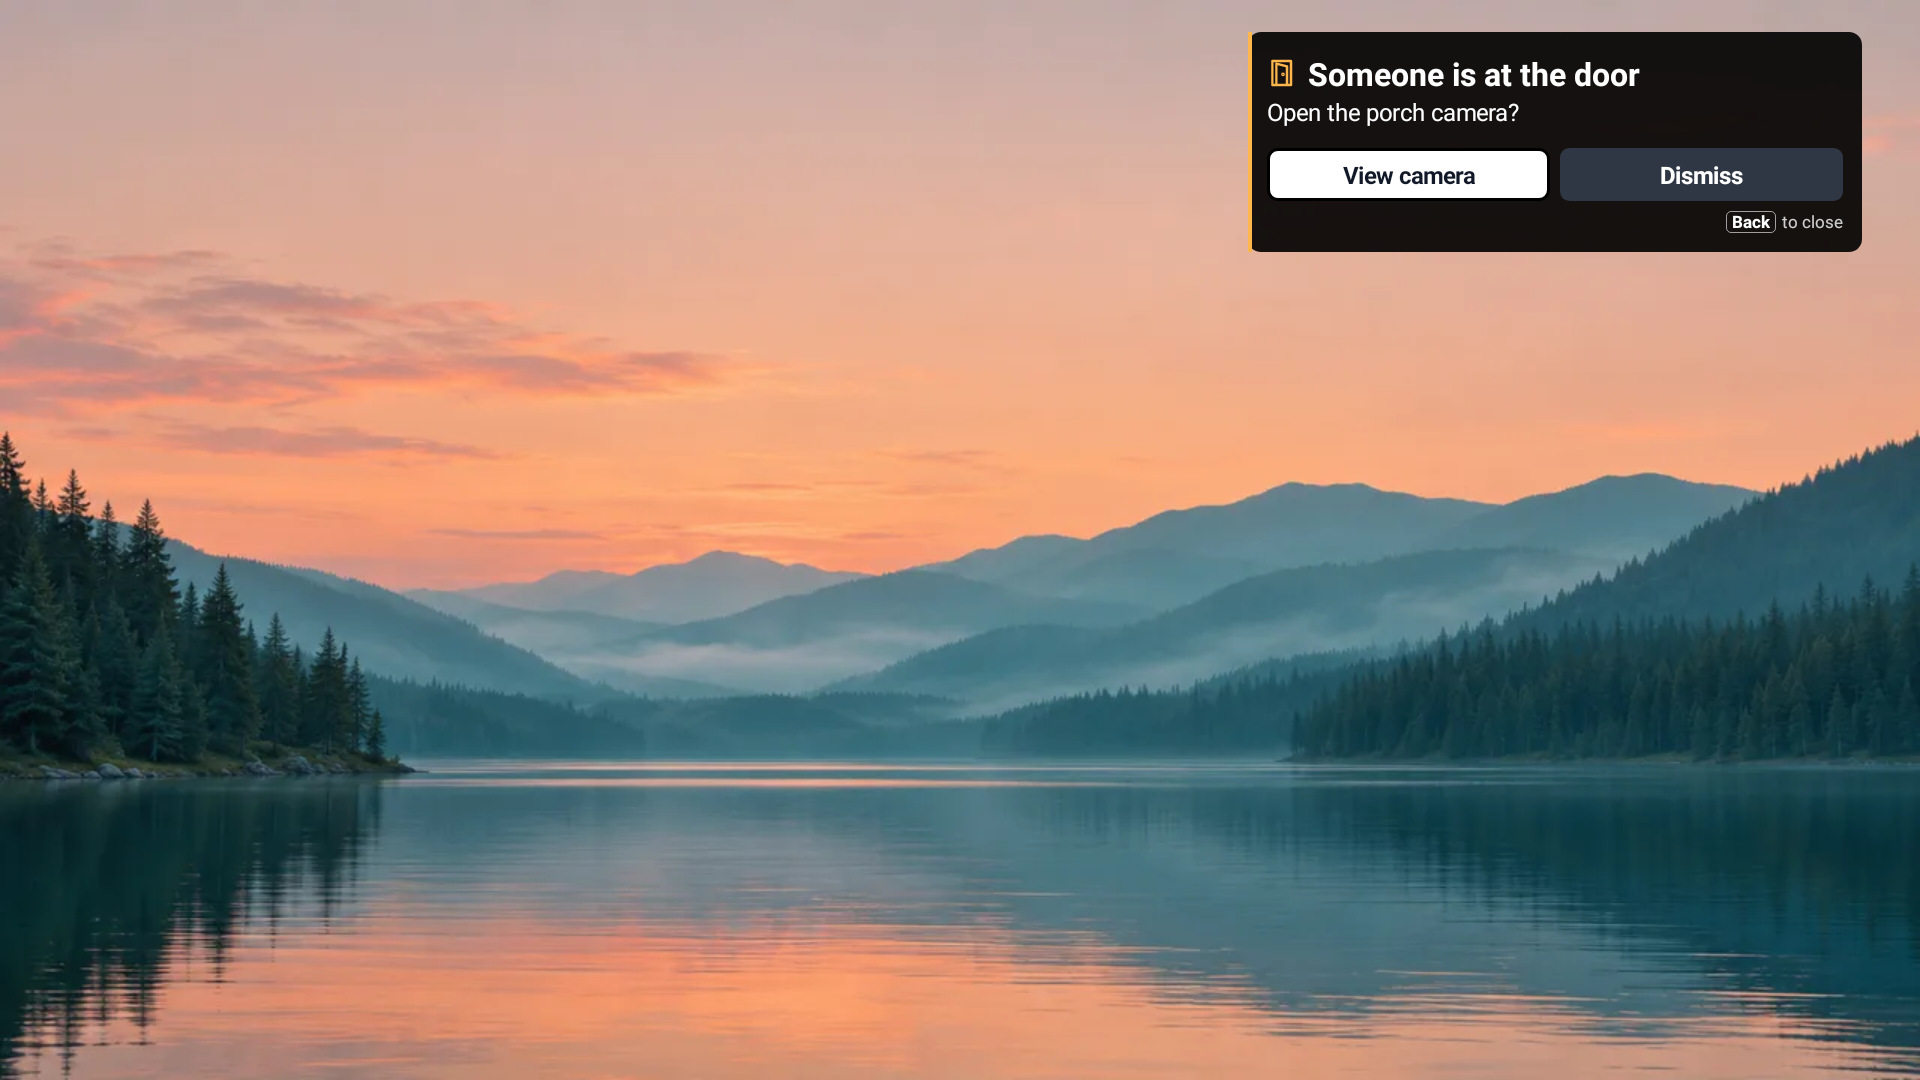 Someone is at the door
Open the porch camera?
View camera
Dismiss
Back to close